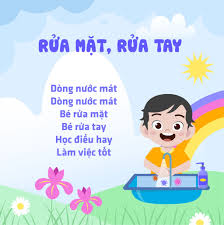 RỬA MẶT, RỬA TAY
Dòng nước mát
Dòng nước mát
Bé rửa mặt
Bé rửa tay
Học điều hay
Làm việc tốt